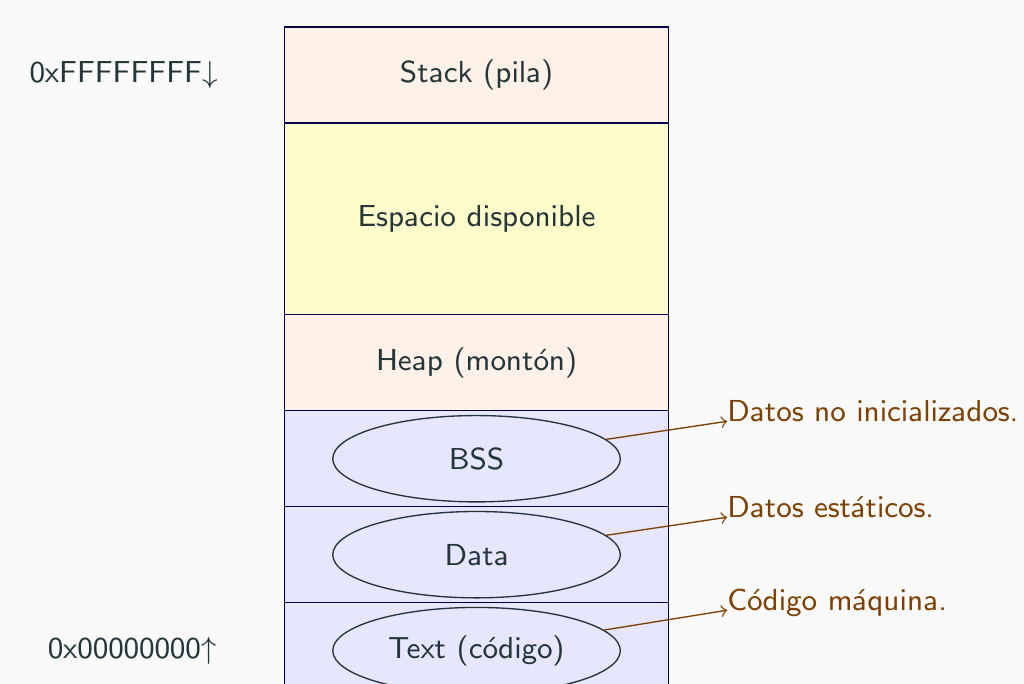 0xFFFFFFFF↓
Stack (pila)
Espacio disponible
Heap (montón)
Datos no inicializados.
BSS
Datos estáticos.
Data
Código máquina.
0x00000000↑
Text (código)